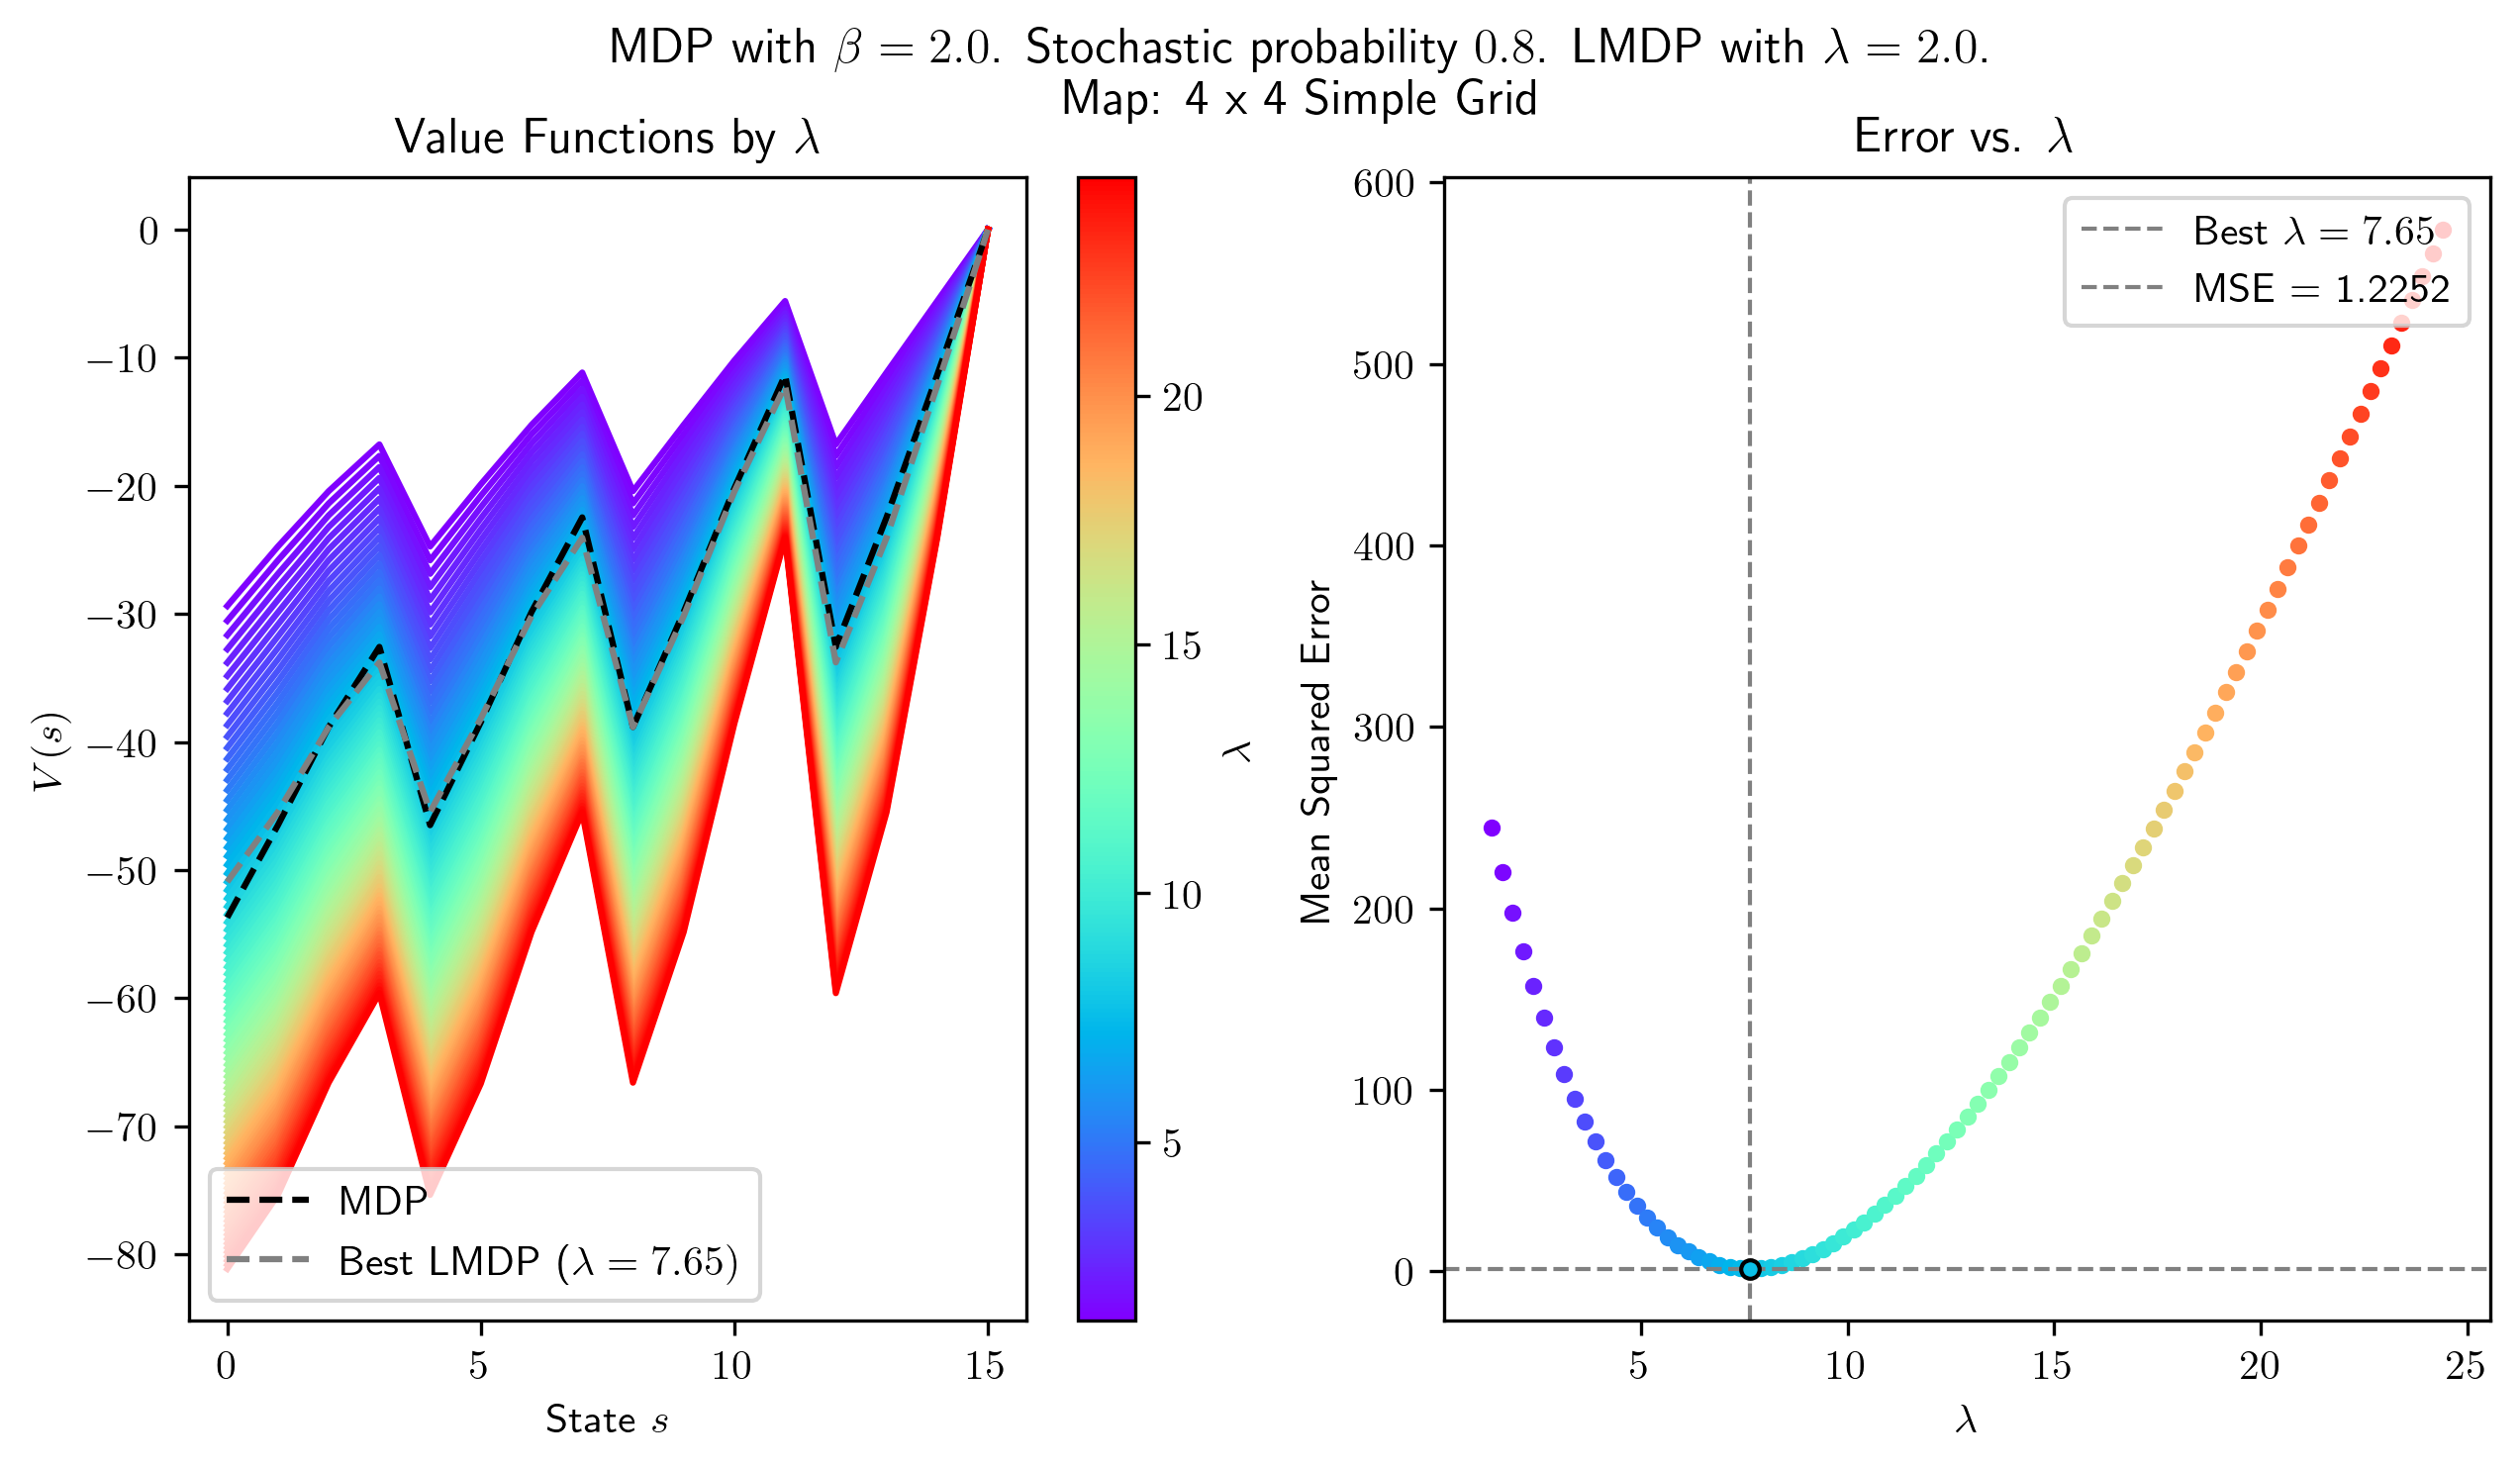 MDP with β = 2.0. Stochastic probability 0.8. LMDP with λ = 2.0.
Map: 4 x 4 Simple Grid
Value Functions by λ
V(s)
0
−10
−20
−30
−40
−50
−60
−70
−80
MDP
Best LMDP (λ = 7.65)
0
5
10
15
State s
20
15
10
5
λ
Error vs. λ
Mean Squared Error
600
500
400
300
200
100
0
Best λ = 7.65
MSE = 1.2252
5
10
15
20
25
λ